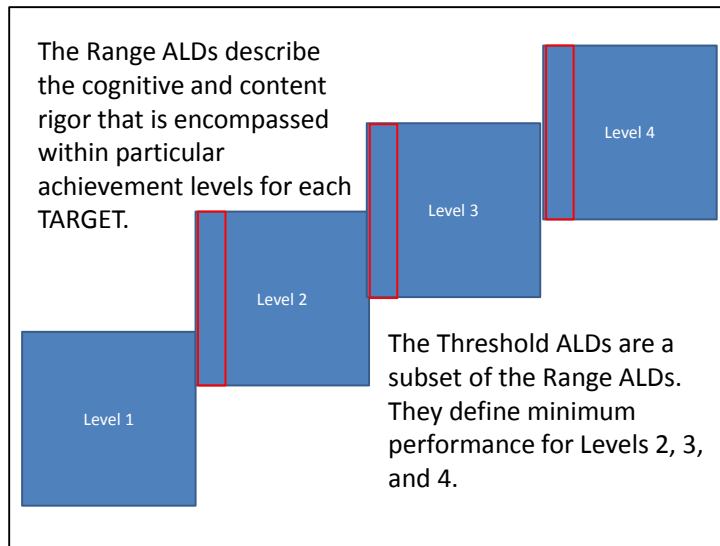 The Range ALDs describe
the cognitive and content
rigor that is encompassed
within particular
achievement levels for each
TARGET.
Level 4
Level 3
Level 2
Level 1
The Threshold ALDs are a
subset of the Range ALDs.
They define minimum
performance for Levels 2, 3,
and 4.